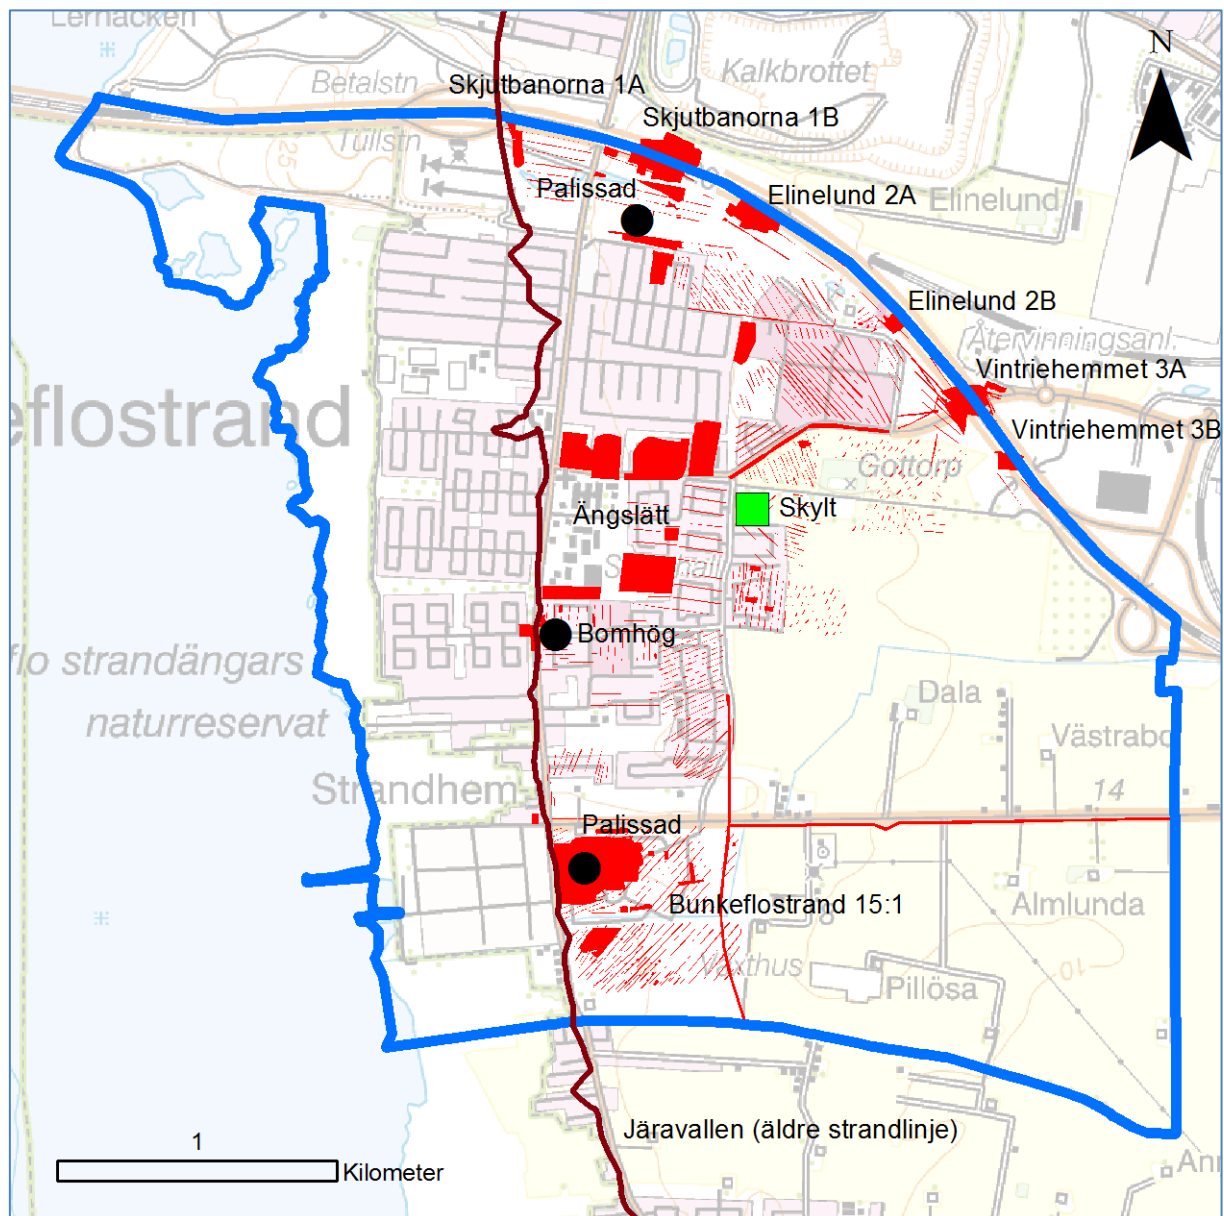 Lernacken
N
Betalstn
Skjutbanorna 1A
Kalkbrottet
Skjutbanorna 1B
Tullstn
25
Palissad
Elinelund 2A
Elinelund
Elinelund 2B
Återvinningsanl.
Vintriehemmet 3A
eflostrand
Vintriehemmet 3B
Gottorp
Skylt
Ängslätt
Bomhög
flo strandängars
naturreservat
Dala
Västrabo
Strandhem
14
Palissad
Bunkeflostrand 15:1
Almlunda
Växthus
10
Pillösa
Järavallen (äldre strandlinje)
1
Kilometer
Ann